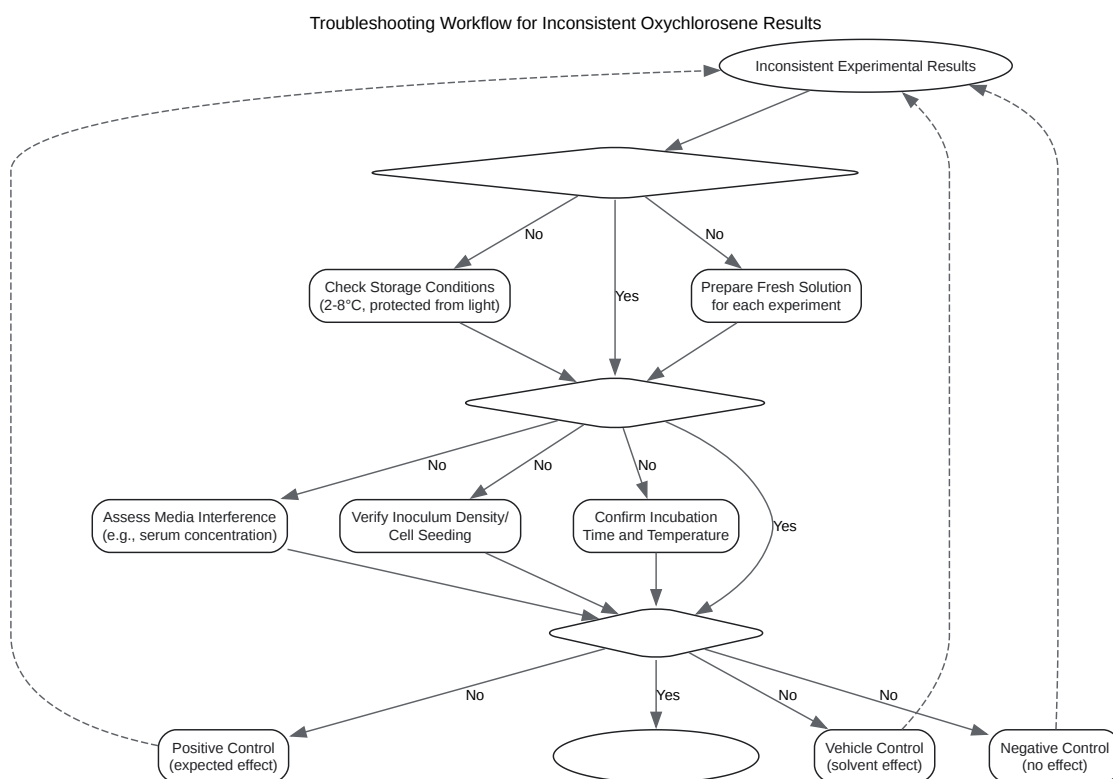 Troubleshooting Workflow for Inconsistent Oxychlorosene Results
Inconsistent Experimental Results
No
No
Check Storage Conditions
(2-8°C, protected from light)
Yes
Prepare Fresh Solution
for each experiment
No
No
No
Assess Media Interference
(e.g., serum concentration)
Verify Inoculum Density/
Cell Seeding
Confirm Incubation
Time and Temperature
Yes
No
Yes
No
No
Positive Control
(expected effect)
Vehicle Control
(solvent effect)
Negative Control
(no effect)